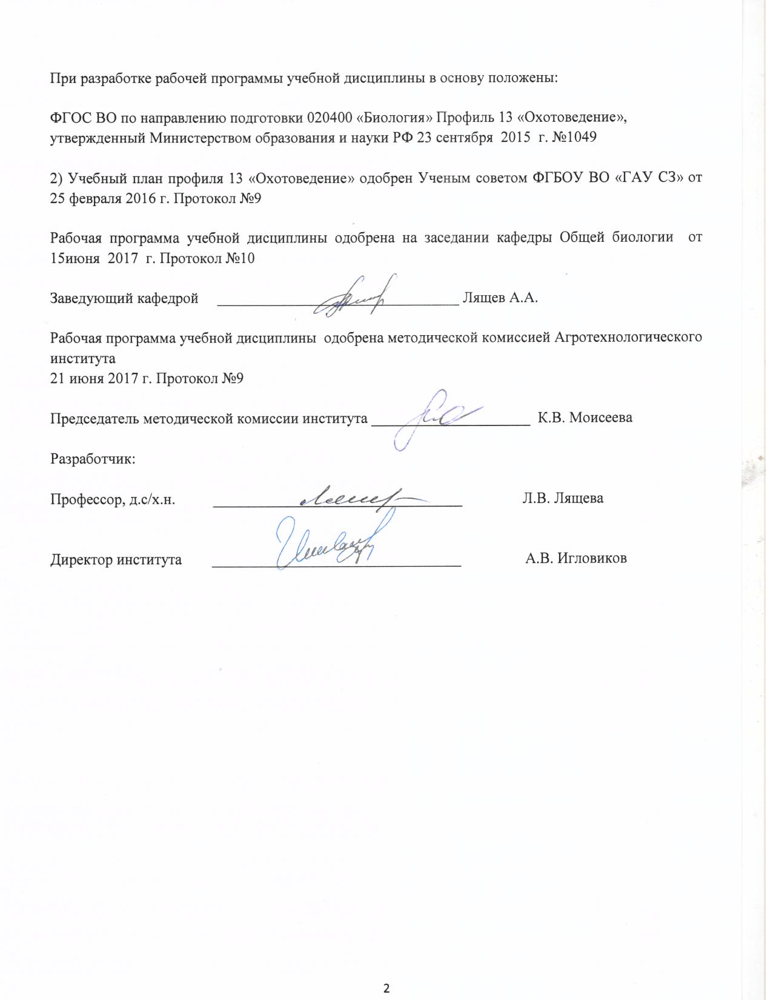 При разработке рабочей программы учебной дисциплины в основу положены:
ФГОС ВО по направлению подготовки 020400 «Биология» Профиль 13 «Охотоведение»,
утвержденный Министерством образования и науки РФ 23 сентября 2015 г. №1049
2) Учебный план профиля 13 «Охотоведение» одобрен Ученым советом ФГБОУ ВО «ГАУ СЗ» от
25 февраля 2016 г. Протокол №9
Рабочая программа учебной дисциплины одобрена на заседании кафедры Общей биологии от
15июня 2017 г. Протокол №10
Заведующий кафедрой ______________________________ Лящев А.А.
Рабочая программа учебной дисциплины одобрена методической комиссией Агротехнологического
института
21 июня 2017 г. Протокол №9
Председатель методической комиссии института ____________________ К.В. Моисеева
Разработчик:
Профессор, д.с/х.н. _______________________________ Л.В. Лящева
Директор института _______________________________ А.В. Игловиков
2